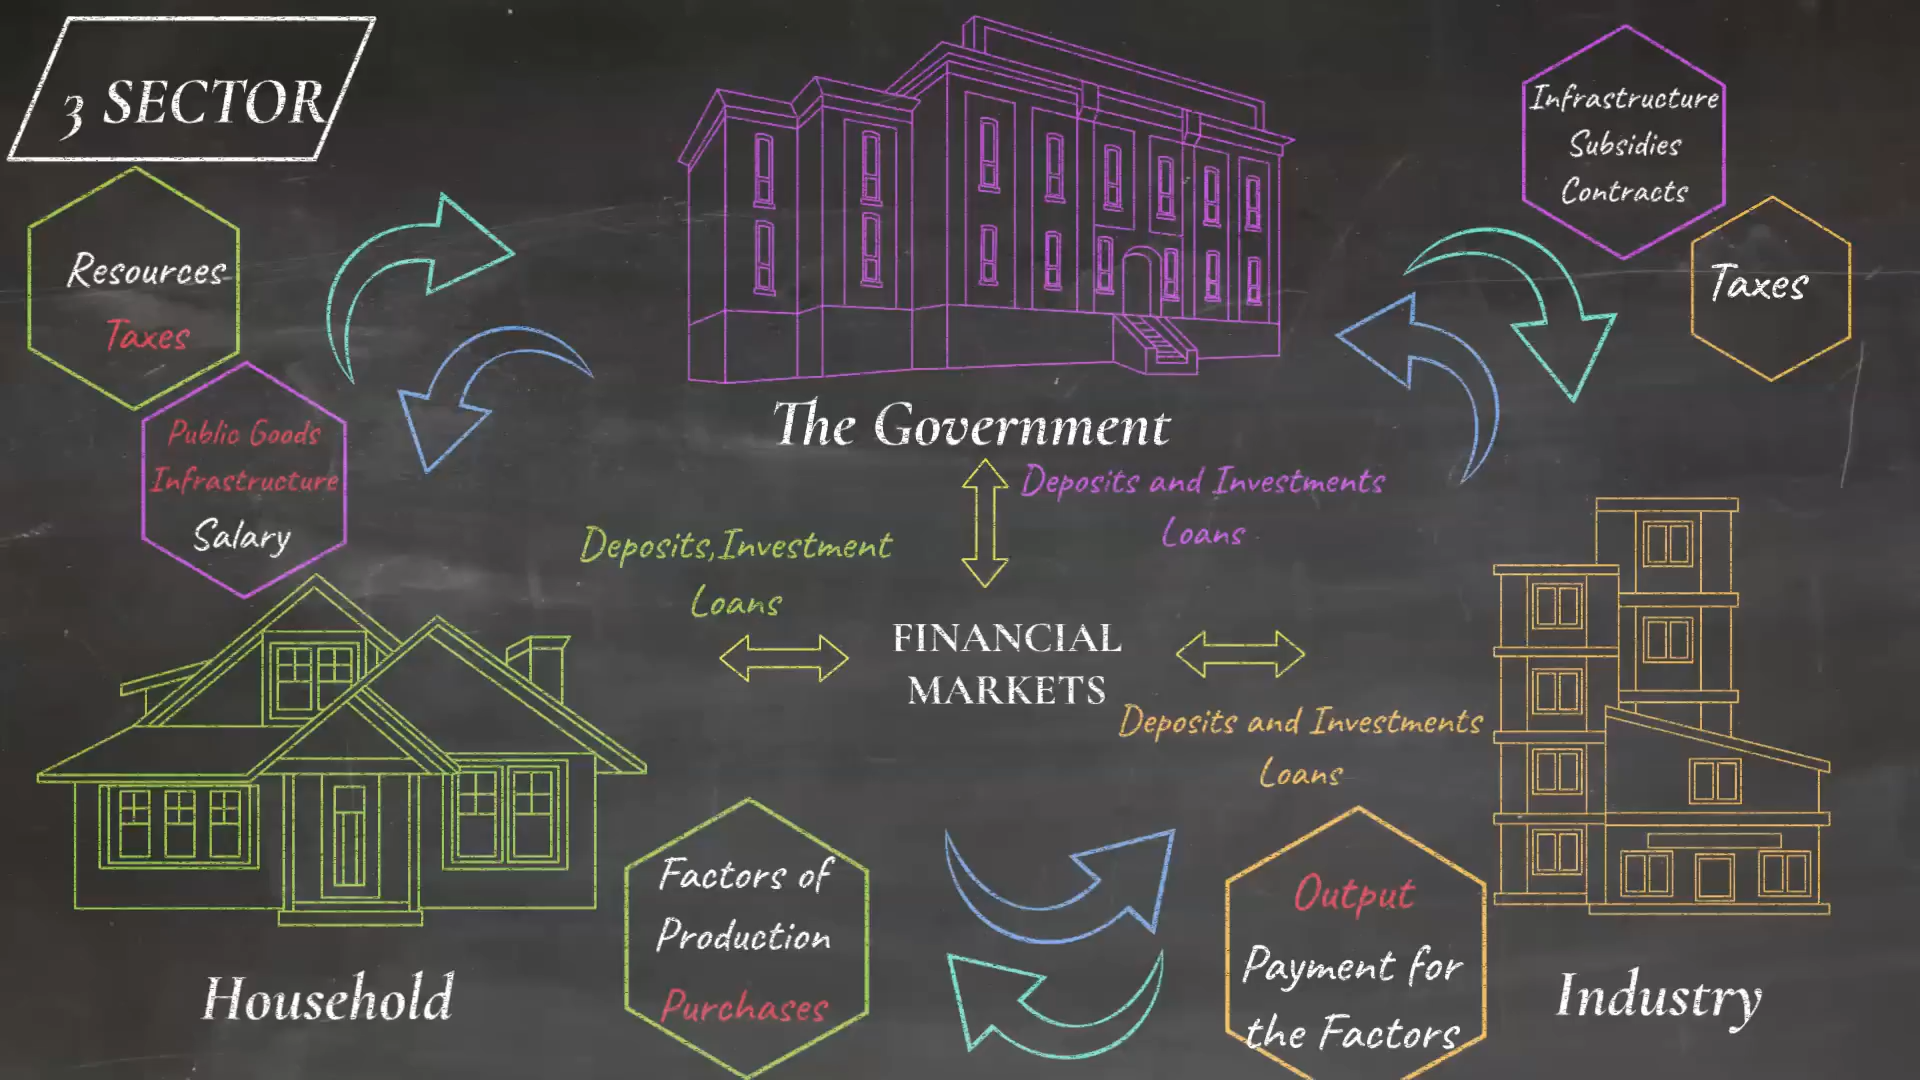 3 SECTOR
Infrastructure
Subsidies
Contracts
Resources
Taxes
Taxes
Public Goods
Infrastructure
Salary
The Government
Deposits and Investments
Loans
Deposits,Investment
Loans
FINANCIAL
MARKETS
Deposits and Investments
Loans
Factors of
Production
Purchases
Output
Payment for
the Factors
Household
Industry